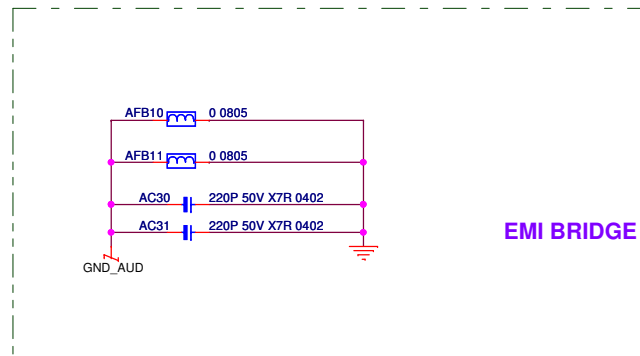 AFB10 0 0805
AFB11 0 0805
AC30 220P 50V X7R 0402
AC31 220P 50V X7R 0402
EMI BRIDGE
GND_AUD